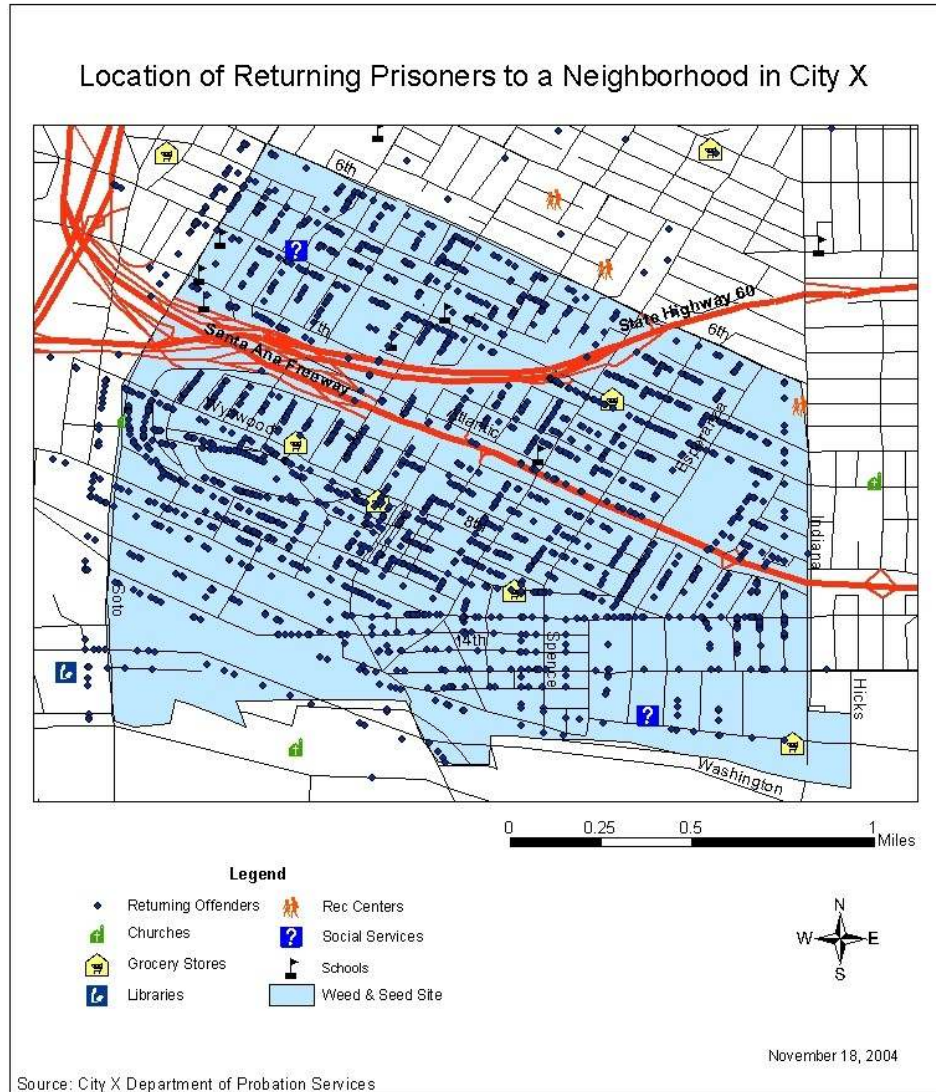 Location of Returning Prisoners to a Neighborhood in City X
6th
State Highway 60
6th
7th
Santa Ana Freeway
Wynwood
Atlantic
Esperanza
8th
Indiana
Soto
14th
Spence
Hicks
Washington
0 0.25 0.5 1
Miles
Legend
Returning Offenders
Rec Centers
Churches
Social Services
Grocery Stores
Schools
Libraries
Weed & Seed Site
N
W E
S
November 18, 2004
Source: City X Department of Probation Services